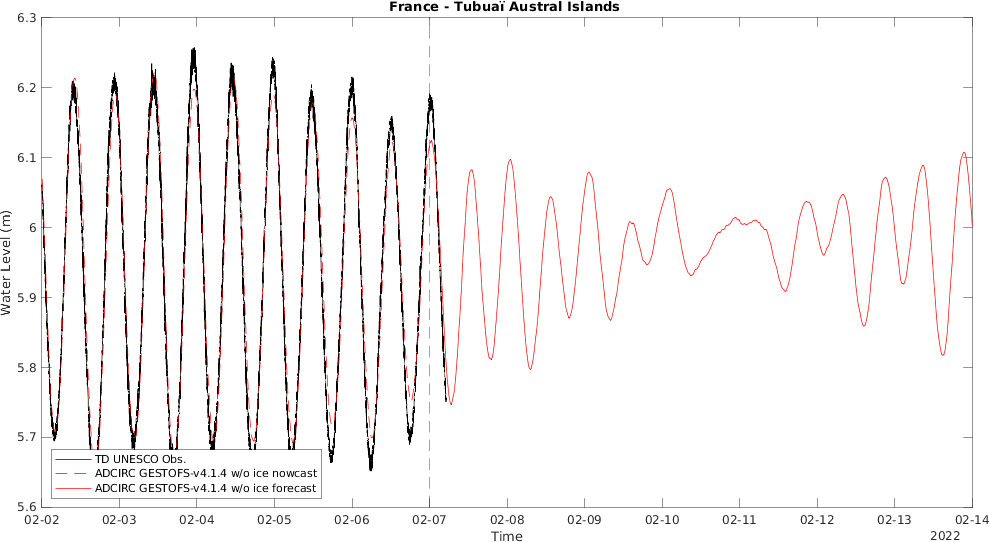 France - Tubuaï Austral Islands
Water Level (m)
6.3
6.2
6.1
6
5.9
5.8
5.7
5.6
TD UNESCO Obs.
ADCIRC GESTOFS-v4.1.4 w/o ice nowcast
ADCIRC GESTOFS-v4.1.4 w/o ice forecast
02-02 02-03 02-04 02-05 02-06 02-07 02-08 02-09 02-10 02-11 02-12 02-13 02-14
Time
2022